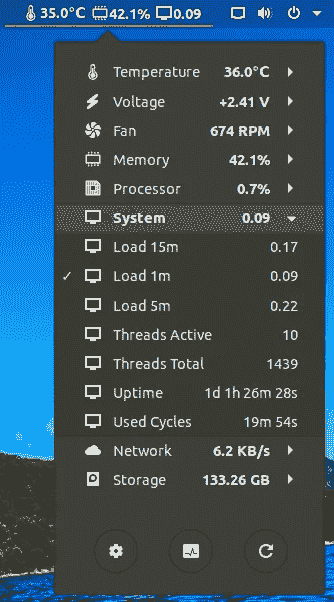 35.0°C 42.1% 0.09
Temperature 36.0°C
Voltage +2.41 V
Fan 674 RPM
Memory 42.1%
Processor 0.7%
System 0.09
Load 15m 0.17
Load 1m 0.09
Load 5m 0.22
Threads Active 10
Threads Total 1439
Uptime 1d 1h 26m 28s
Used Cycles 19m 54s
Network 6.2 KB/s
Storage 133.26 GB